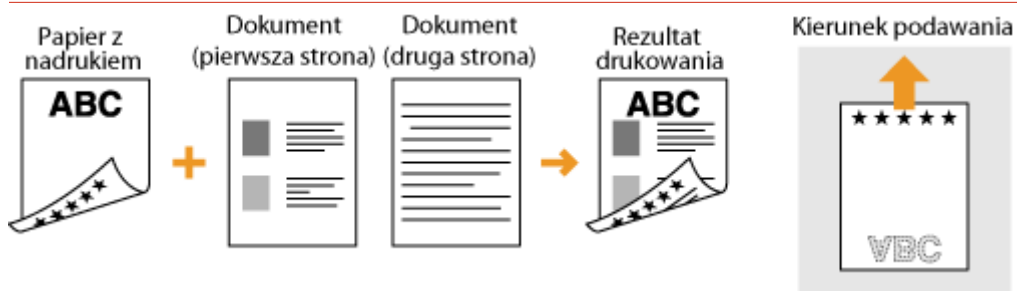 Papier z
nadrukiem
ABC
Dokument
(pierwsza strona)
Dokument
(druga strona)
Rezultat
drukowania
ABC
Kierunek podawania
ABC